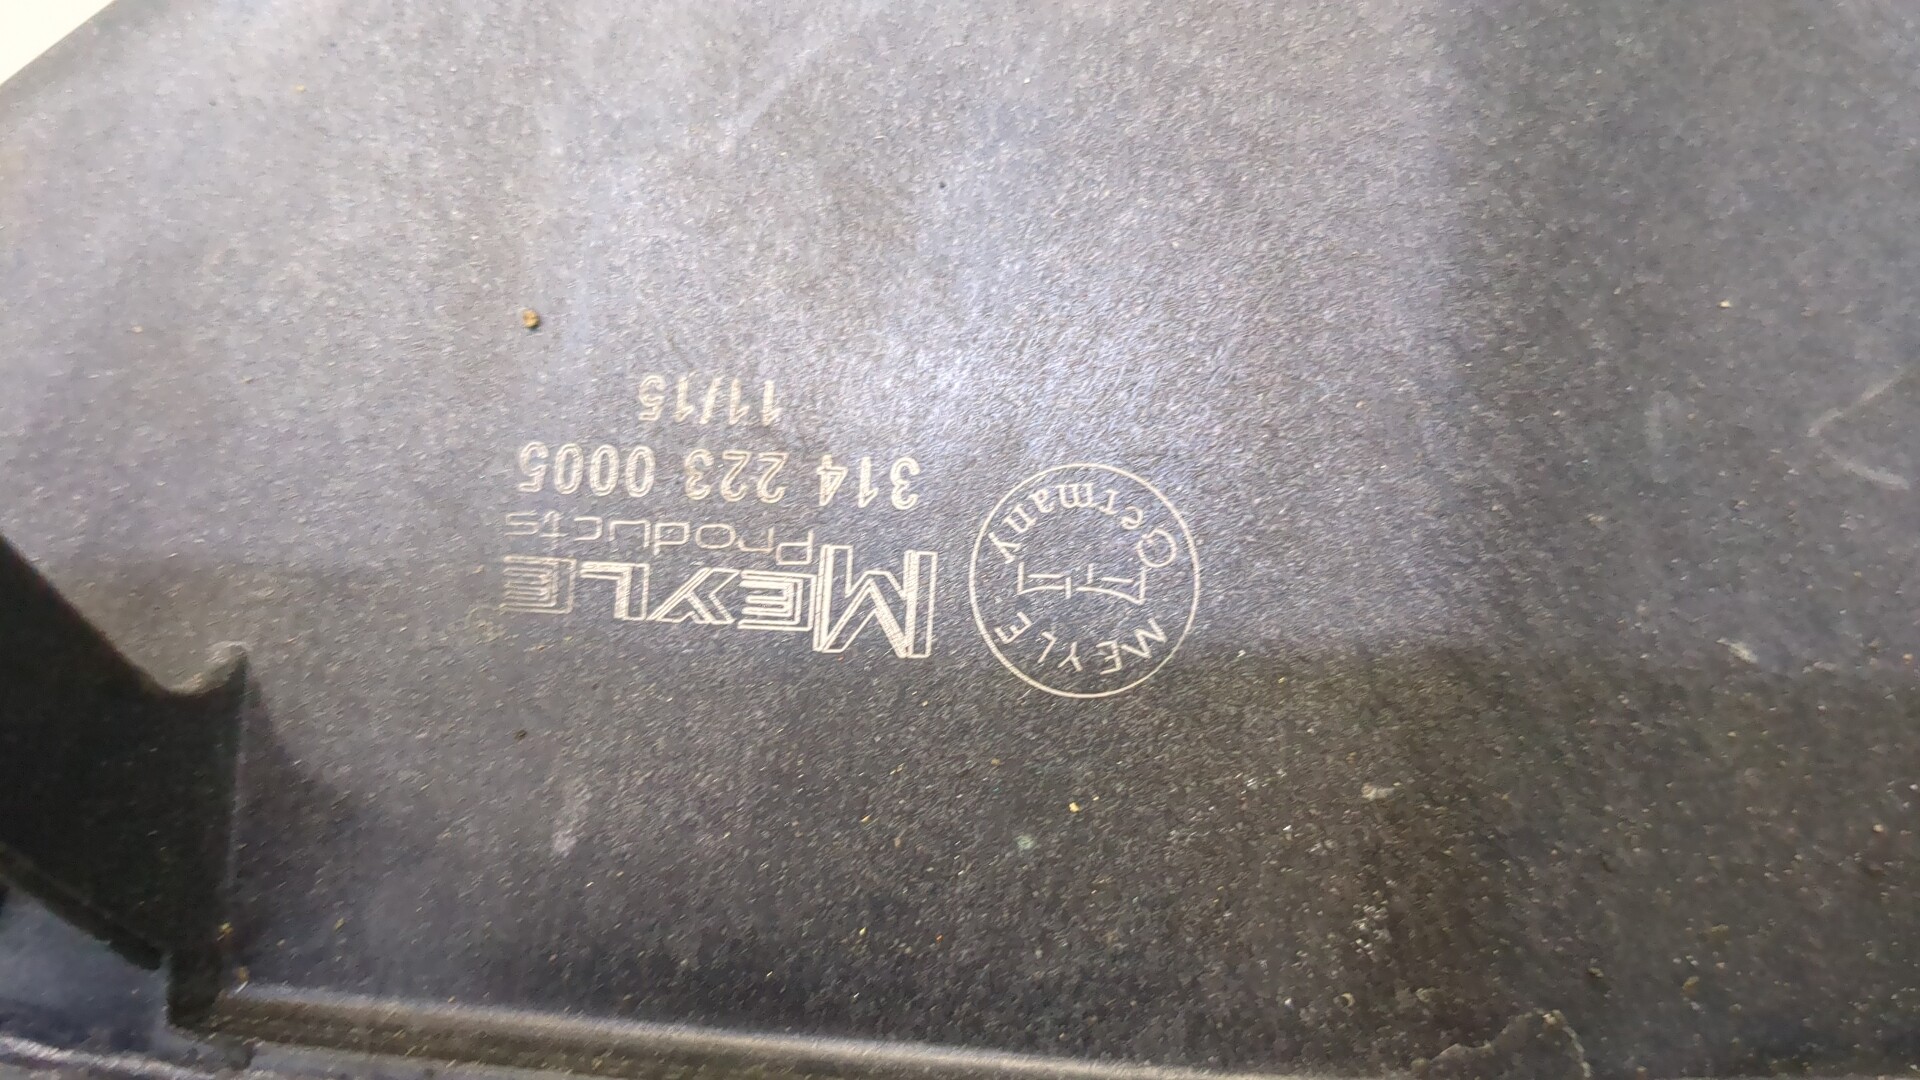 MEYLE
Germany
MEYLE
Products
314 223 0005
11/15